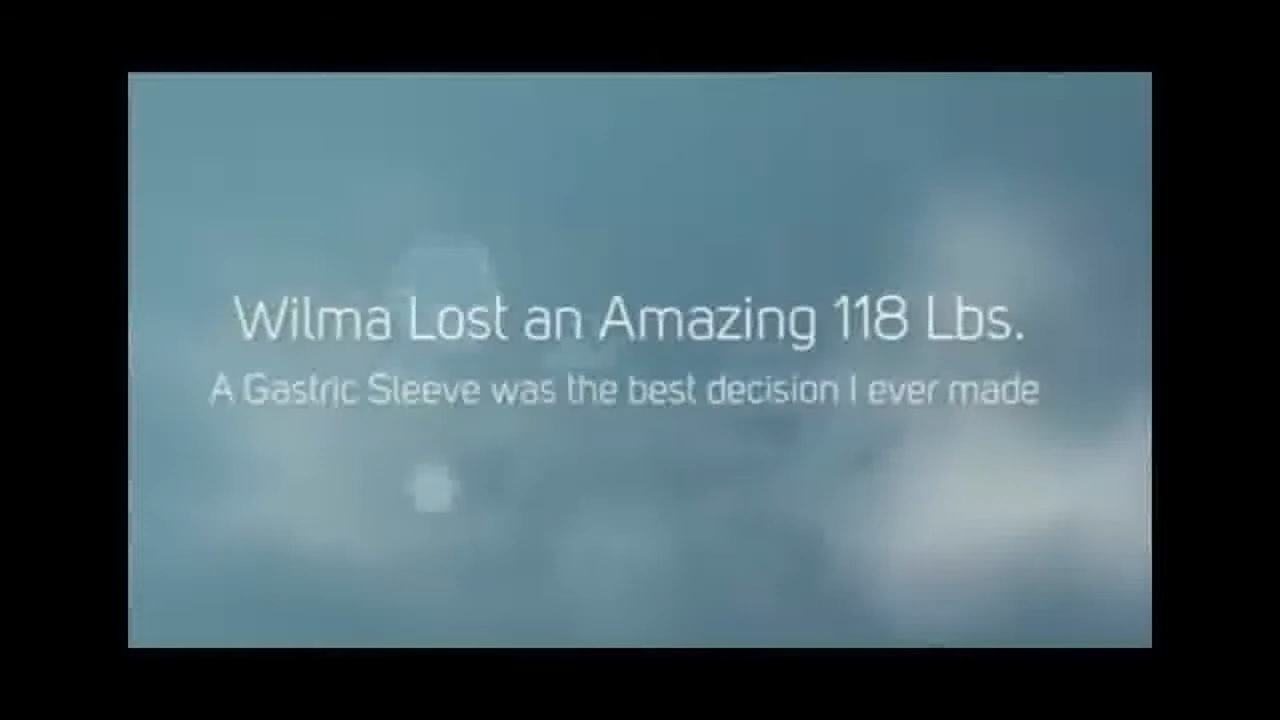 Wilma Lost an Amazing 118 Lbs.
A Gastric Sleeve was the best decision I ever made